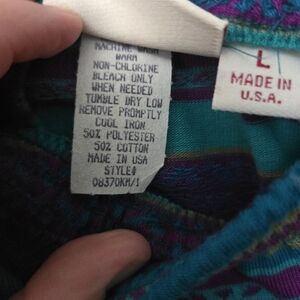 MACHINE WASH
WARM
NON-CHLORINE
BLEACH ONLY
WHEN NEEDED
TUMBLE DRY LOW
REMOVE PROMPTLY
COOL IRON
50% POLYESTER
50% COTTON
MADE IN USA
STYLE#
08370KM/1
L
MADE IN
U.S.A.